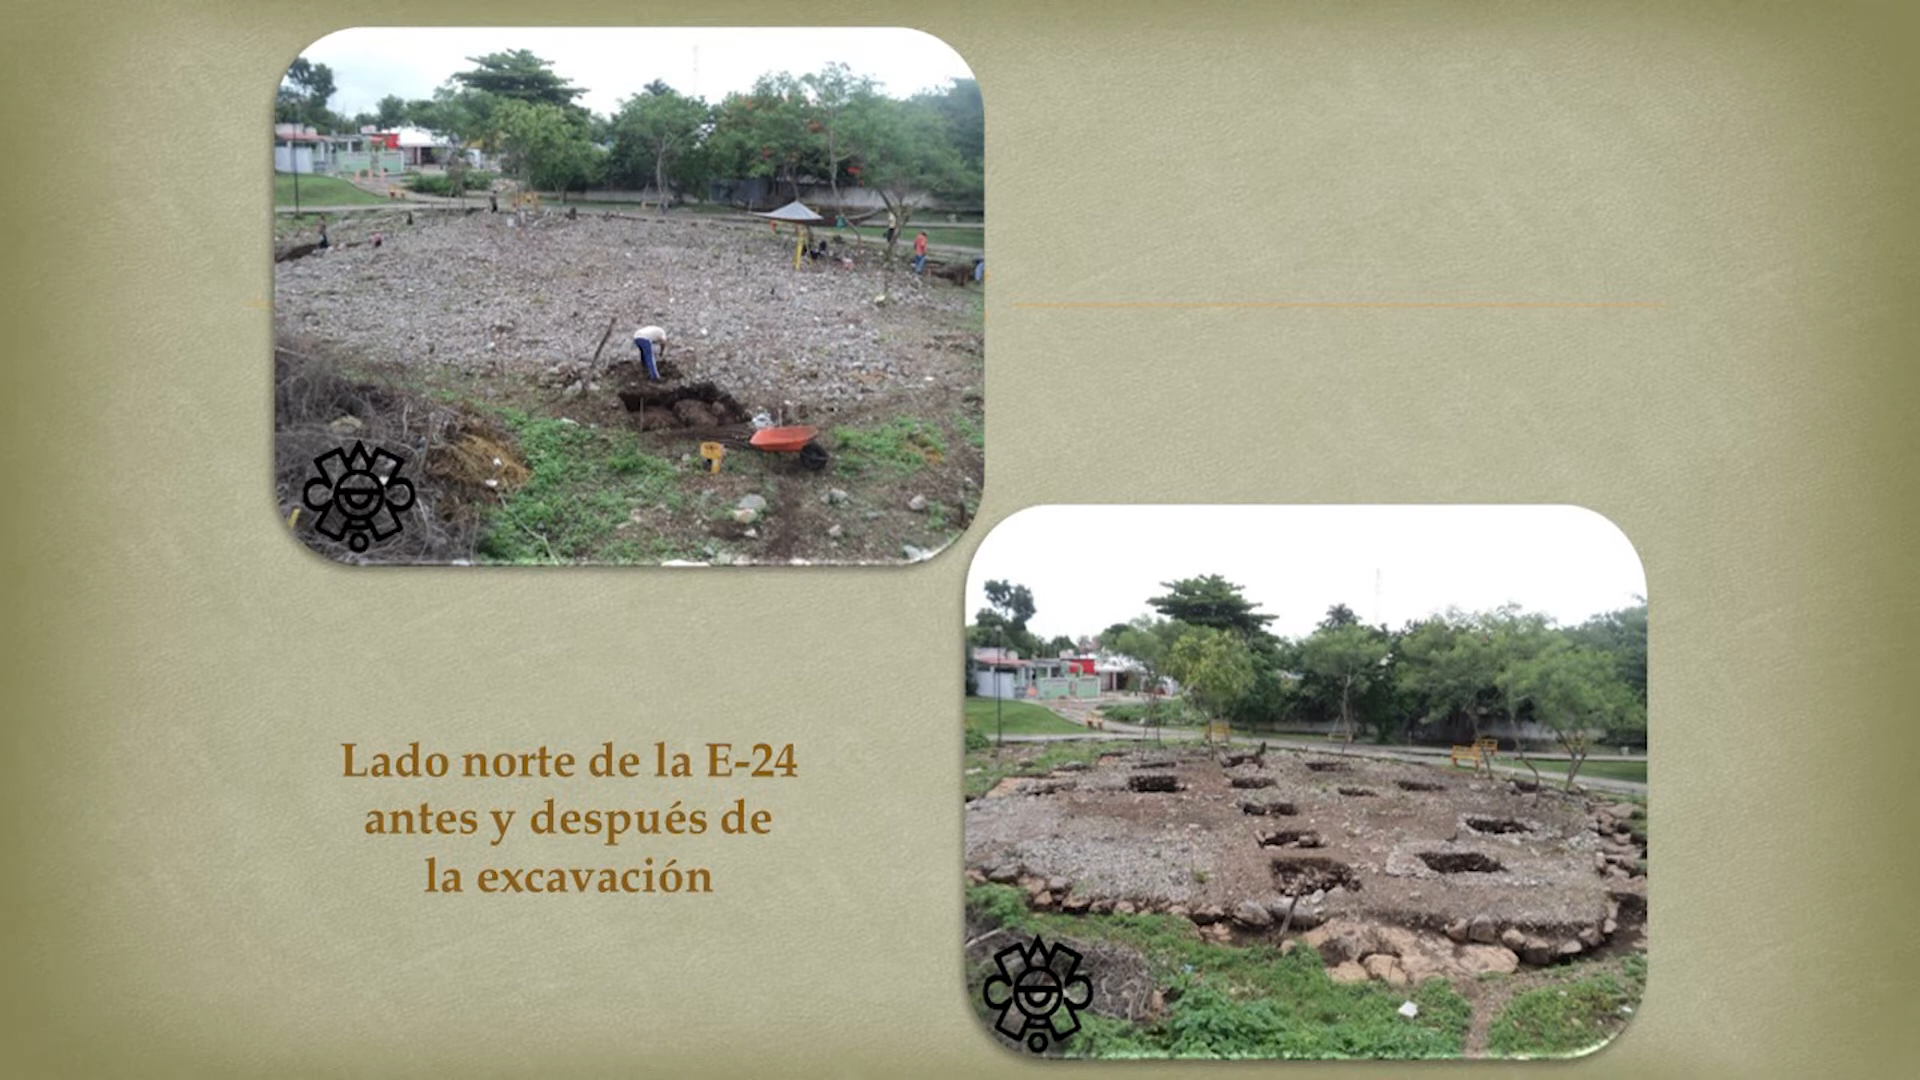 Lado norte de la E-24
antes y después de
la excavación